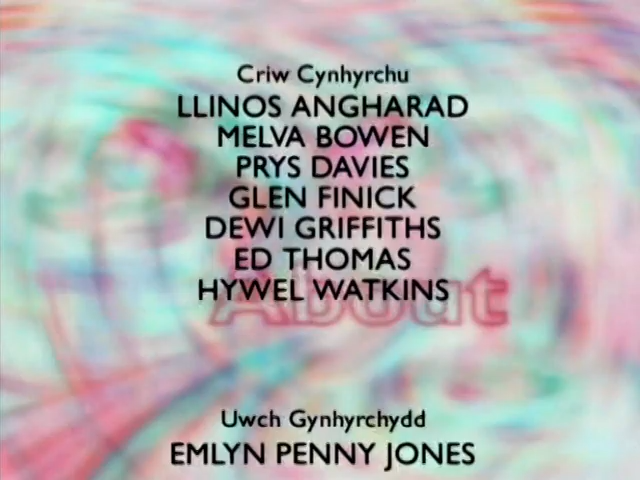 Criw Cynhyrchu
LLINOS ANGHARAD
MELVA BOWEN
PRYS DAVIES
GLEN FINICK
DEWI GRIFFITHS
ED THOMAS
HYWEL WATKINS
About
Uwch Gynhyrchydd
EMLYN PENNY JONES